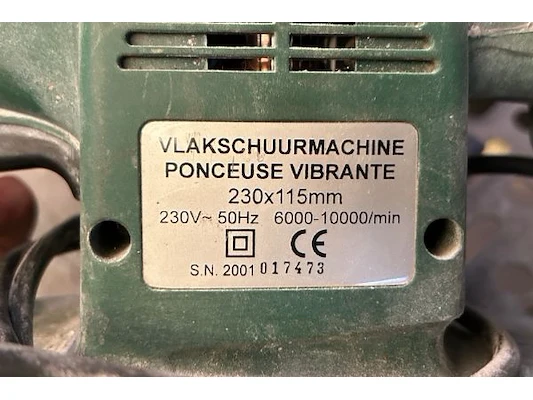 VLAKSCHUURMACHINE
PONCEUSE VIBRANTE
230x115mm
230V~ 50Hz 6000-10000/min
CE
S.N. 2001 017473